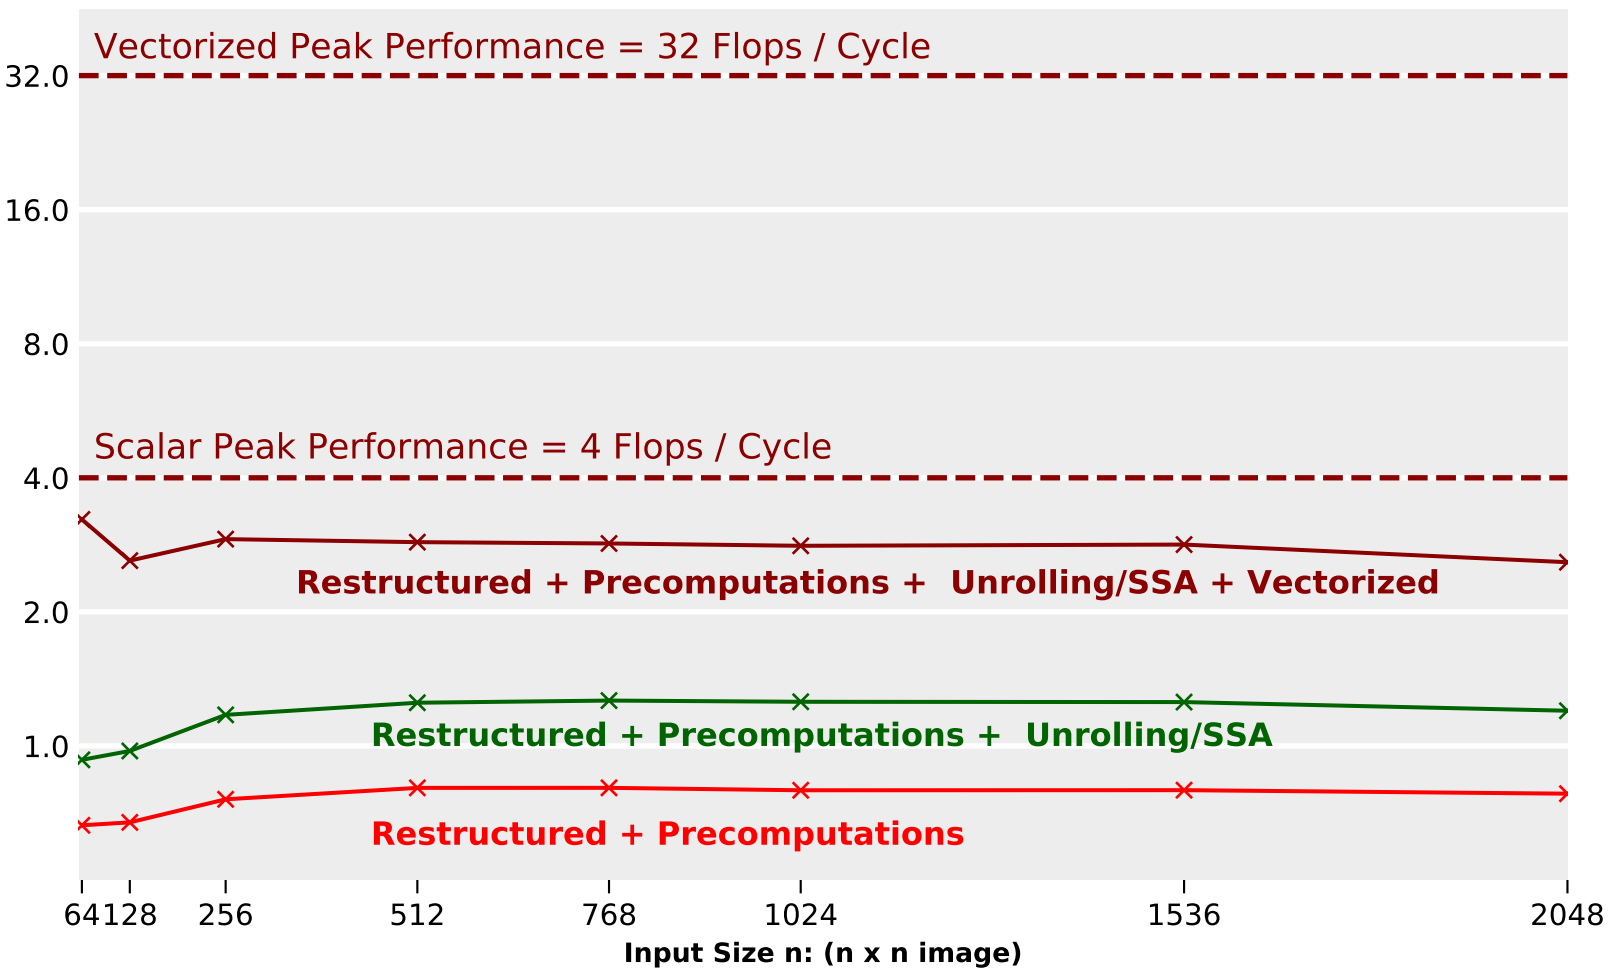 Vectorized Peak Performance = 32 Flops / Cycle
32.0
16.0
8.0
Scalar Peak Performance = 4 Flops / Cycle
4.0
Restructured + Precomputations +  Unrolling/SSA + Vectorized
2.0
Restructured + Precomputations +  Unrolling/SSA
1.0
Restructured + Precomputations
64 128 256 512 768 1024 1536 2048
Input Size n: (n x n image)